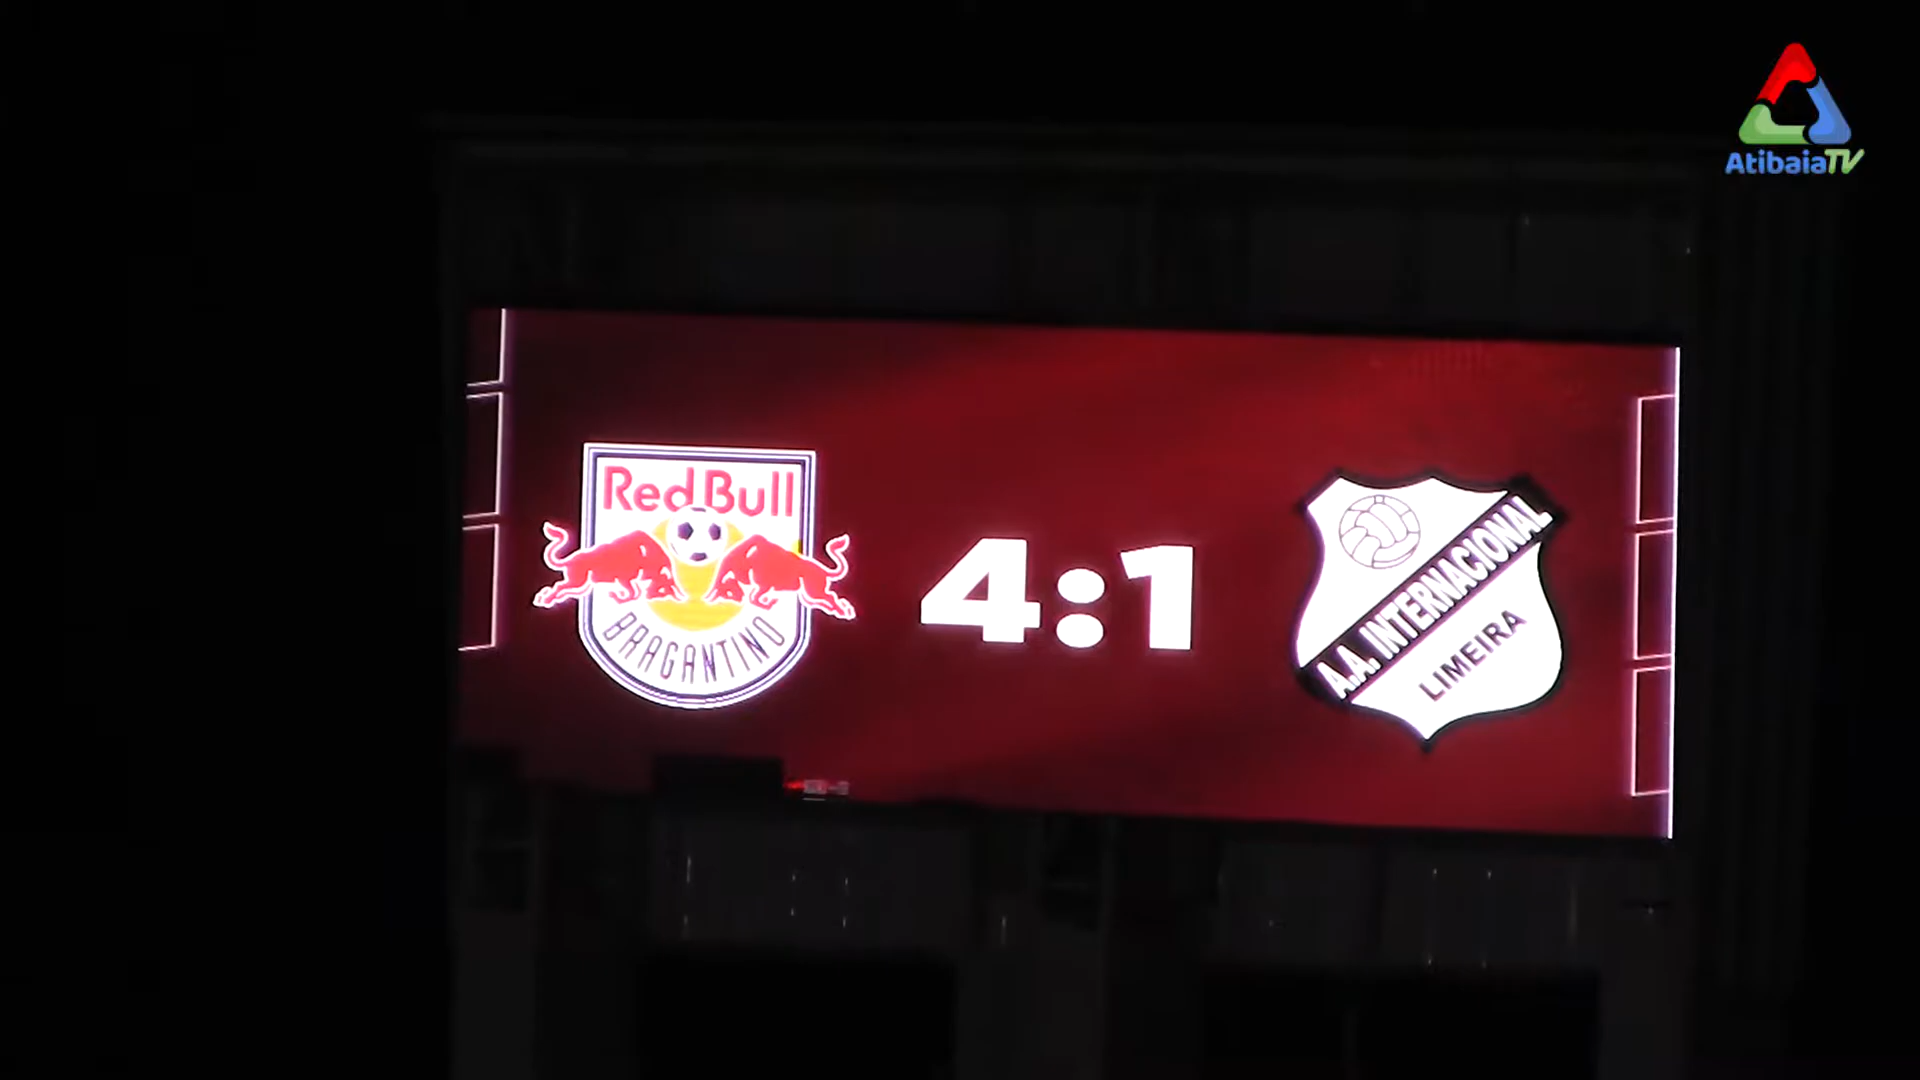 AtibaiaTV
Red Bull
BRAGANTINO
4:1
A.A. INTERNACIONAL
LIMEIRA